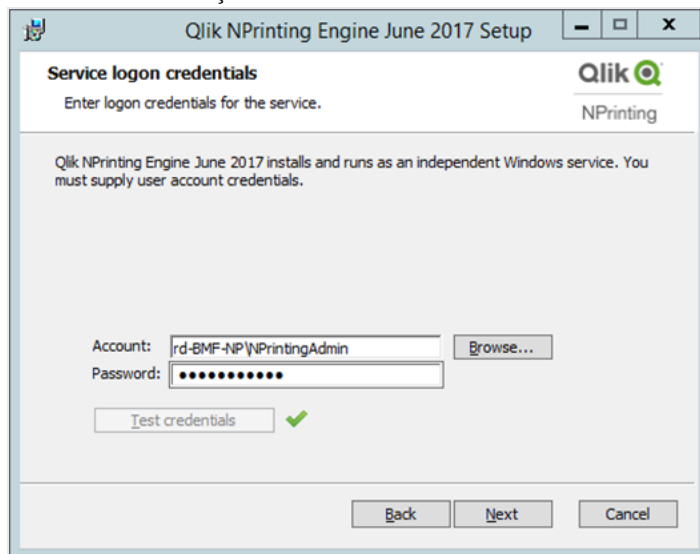 Qlik NPrinting Engine June 2017 Setup
Service logon credentials
Enter logon credentials for the service.
Qlik
NPrinting
Qlik NPrinting Engine June 2017 installs and runs as an independent Windows service. You
must supply user account credentials.
Account: rd-BMF-NP\NPrintingAdmin Browse...
Password: ●●●●●●●●●●●
Test credentials
Back Next Cancel